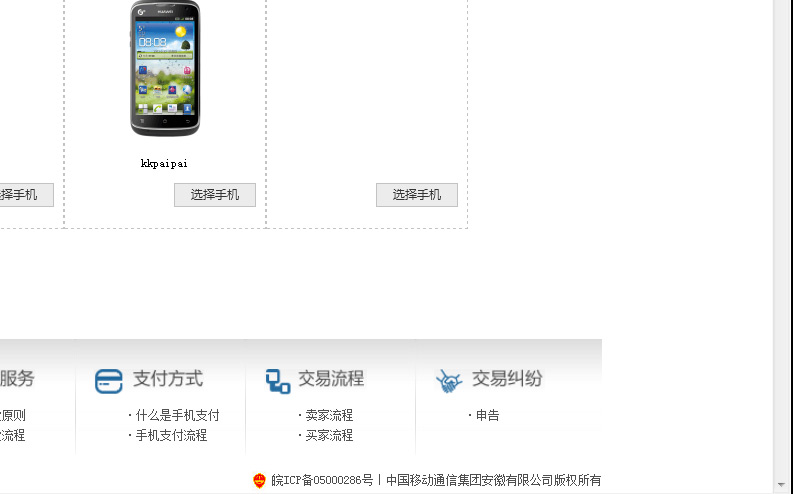 HUAWEI
08:03
kkpaipai
择手机
选择手机
选择手机
服务
原则
流程
支付方式
·什么是手机支付
·手机支付流程
交易流程
·卖家流程
·买家流程
交易纠纷
·申告
皖ICP备05000286号丨中国移动通信集团安徽有限公司版权所有